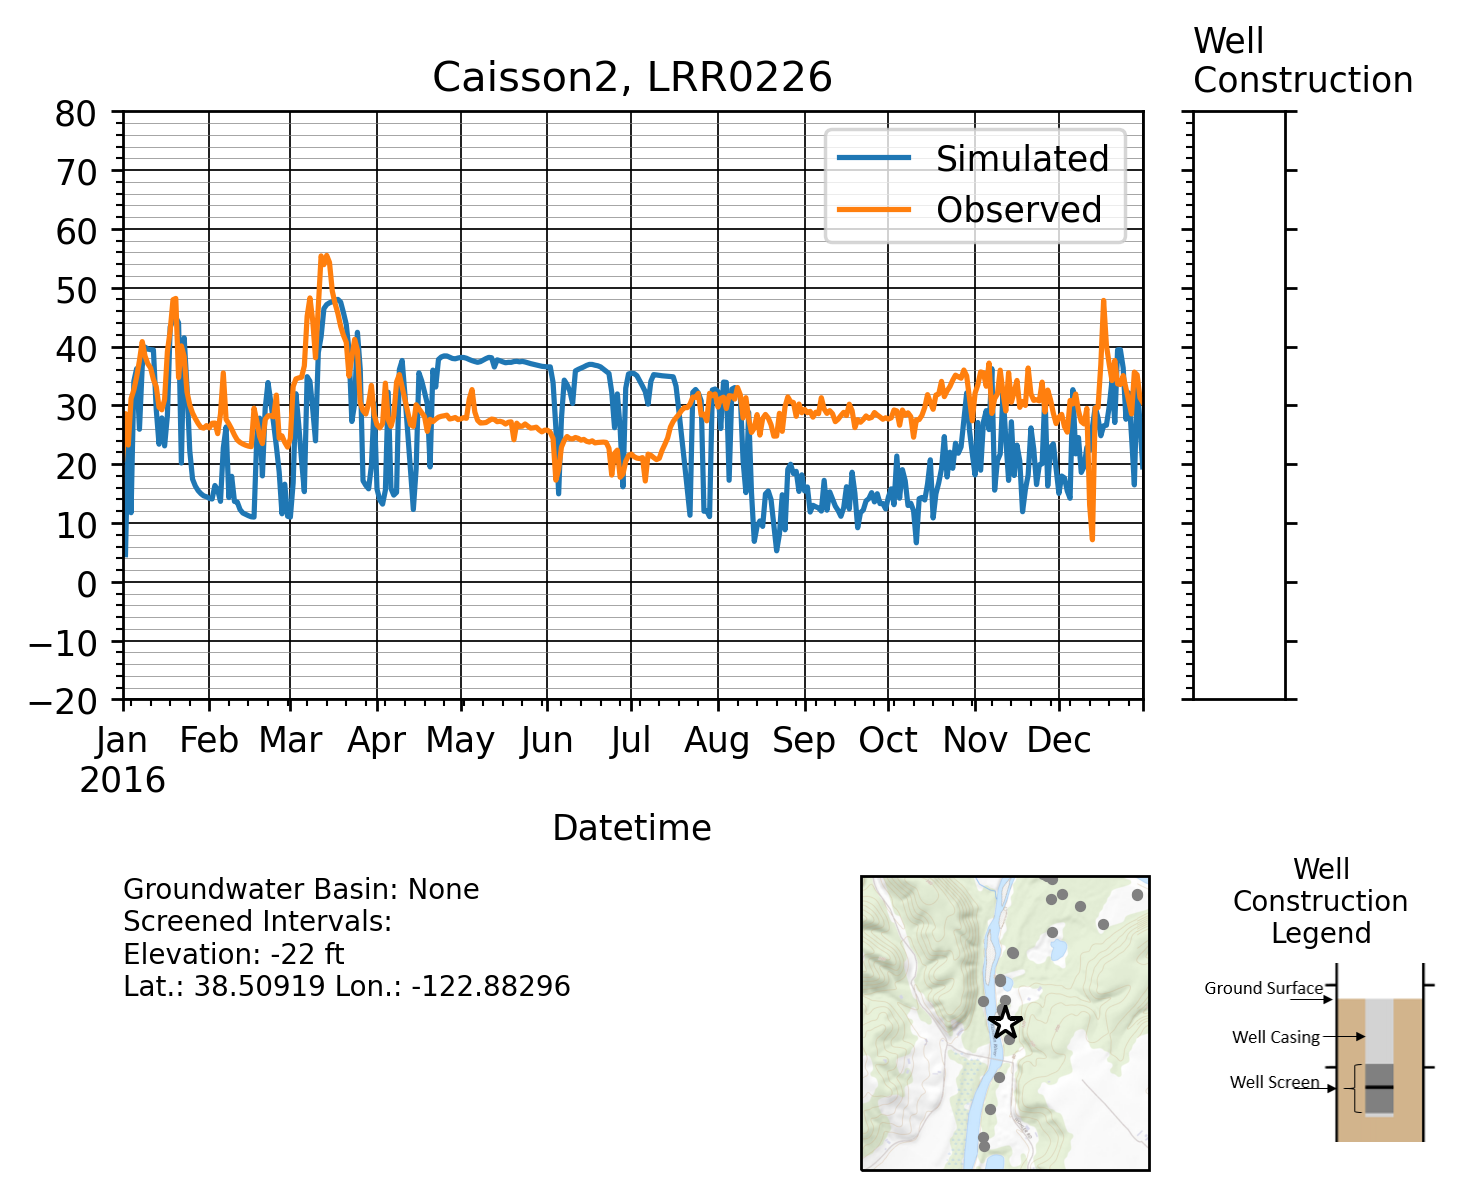 Well
Construction
Caisson2, LRR0226
80
70
60
50
40
30
20
10
0
−10
−20
Simulated
Observed
Jan Feb Mar Apr May Jun Jul Aug Sep Oct Nov Dec
2016
Datetime
Groundwater Basin: None
Screened Intervals:
Elevation: -22 ft
Lat.: 38.50919 Lon.: -122.88296
Well
Construction
Legend
Ground Surface
Well Casing
Well Screen